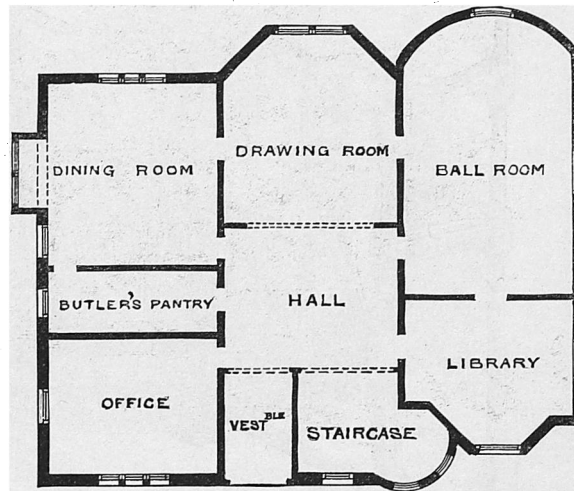 DRAWING ROOM
DINING ROOM
BALL ROOM
BUTLER'S PANTRY
HALL
LIBRARY
OFFICE
VESTBLE
STAIRCASE